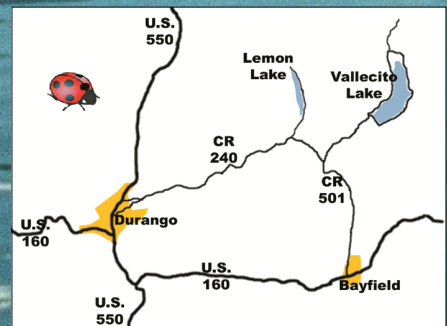 U.S.
550
Lemon
Lake
Vallecito
Lake
CR
240
CR
501
U.S.
160
Durango
U.S.
160
Bayfield
U.S.
550